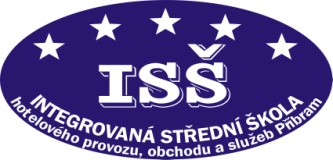 ISŠ
INTEGROVANÁ STŘEDNÍ ŠKOLA
hotelového provozu, obchodu a služeb Příbram